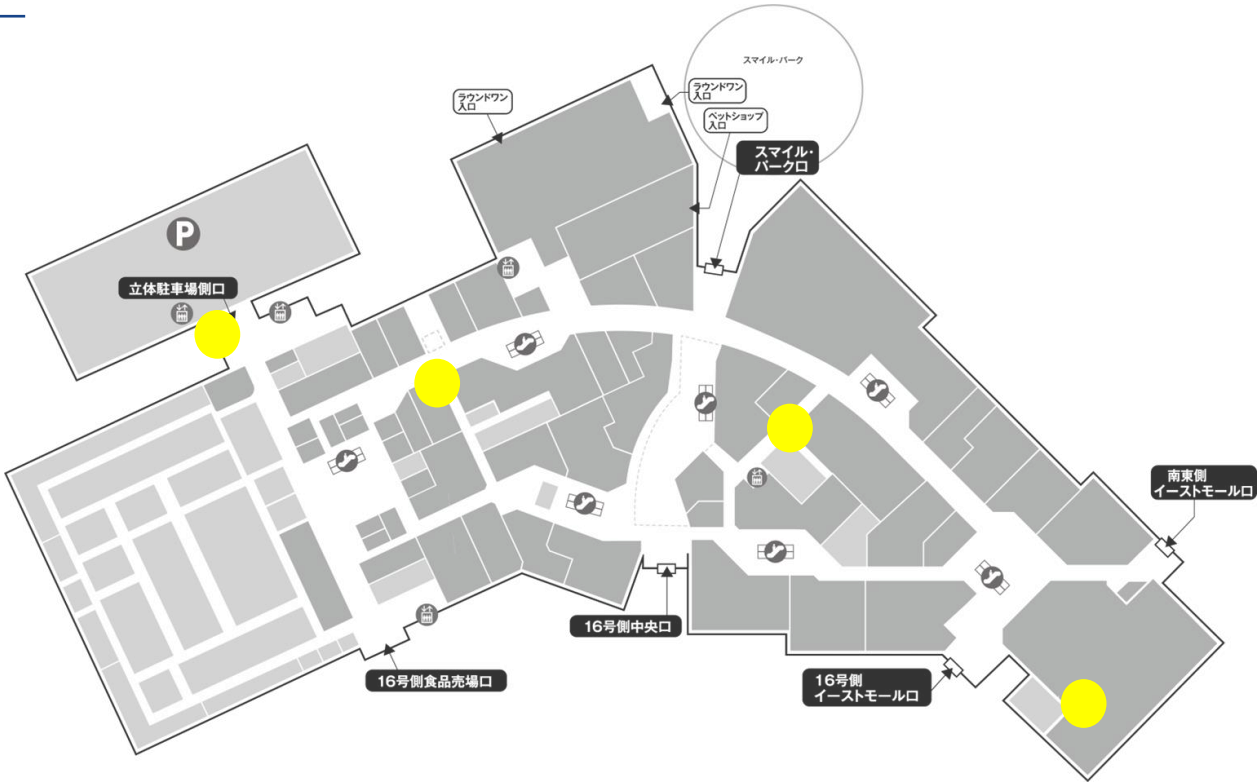 スマイル・パーク
ラウンドワン
入口
ラウンドワン
入口
ペットショップ
入口
スマイル・
パーク口
P
立体駐車場側口
南東側
イーストモール口
16号側中央口
16号側食品売場口
16号側
イーストモール口